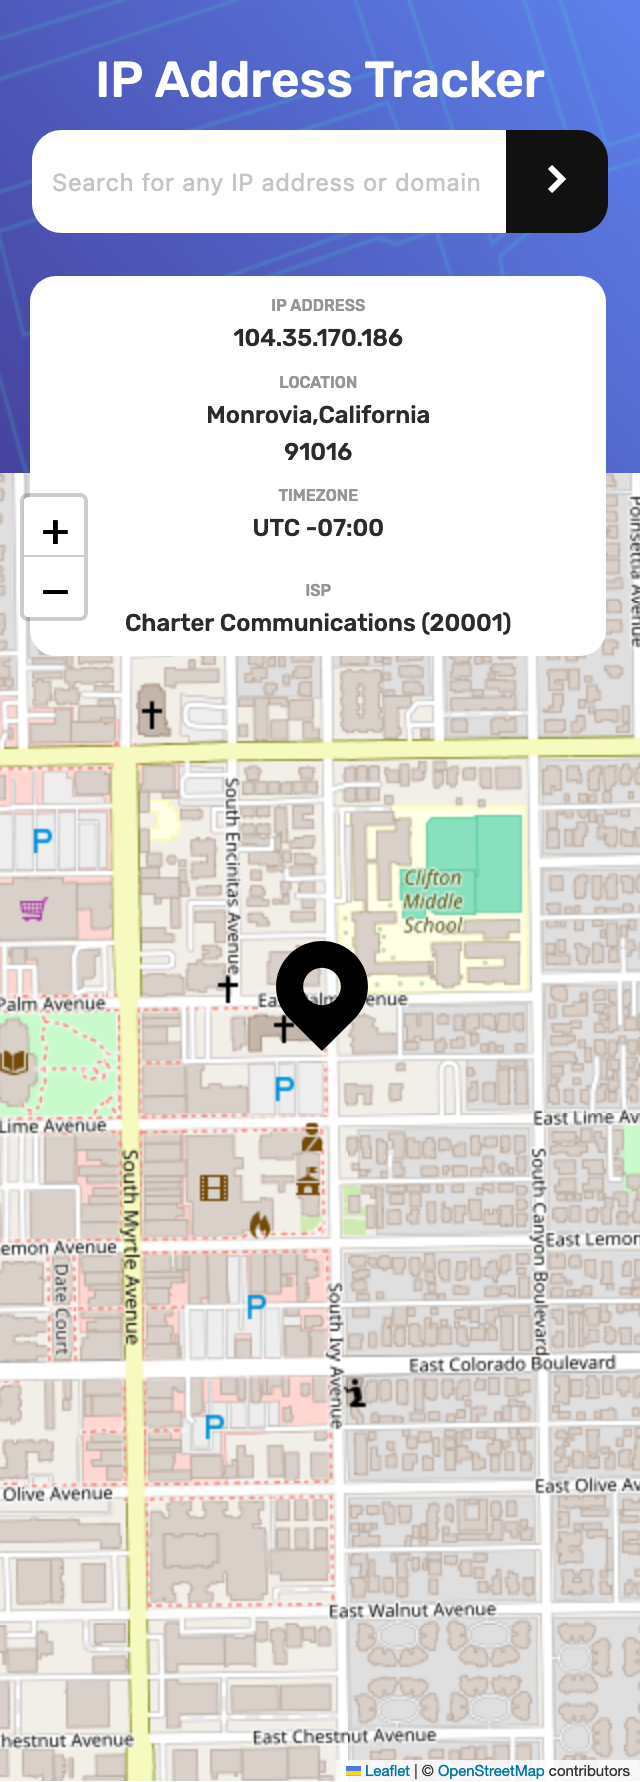 IP Address Tracker
Search for any IP address or domain
IP ADDRESS
104.35.170.186
LOCATION
Monrovia,California
91016
TIMEZONE
UTC -07:00
ISP
Charter Communications (20001)
+
−
Poinsettia Avenue
South Encinitas Avenue
P
Clifton
Middle
School
Palm Avenue
East Palm Avenue
P
Lime Avenue
East Lime Av
South Myrtle Avenue
South Canyon Boulevard
emon Avenue
East Lemon
Date Court
P
South Ivy Avenue
East Colorado Boulevard
P
Olive Avenue
East Olive Av
East Walnut Avenue
hestnut Avenue
East Chestnut Avenue
Leaflet | © OpenStreetMap contributors